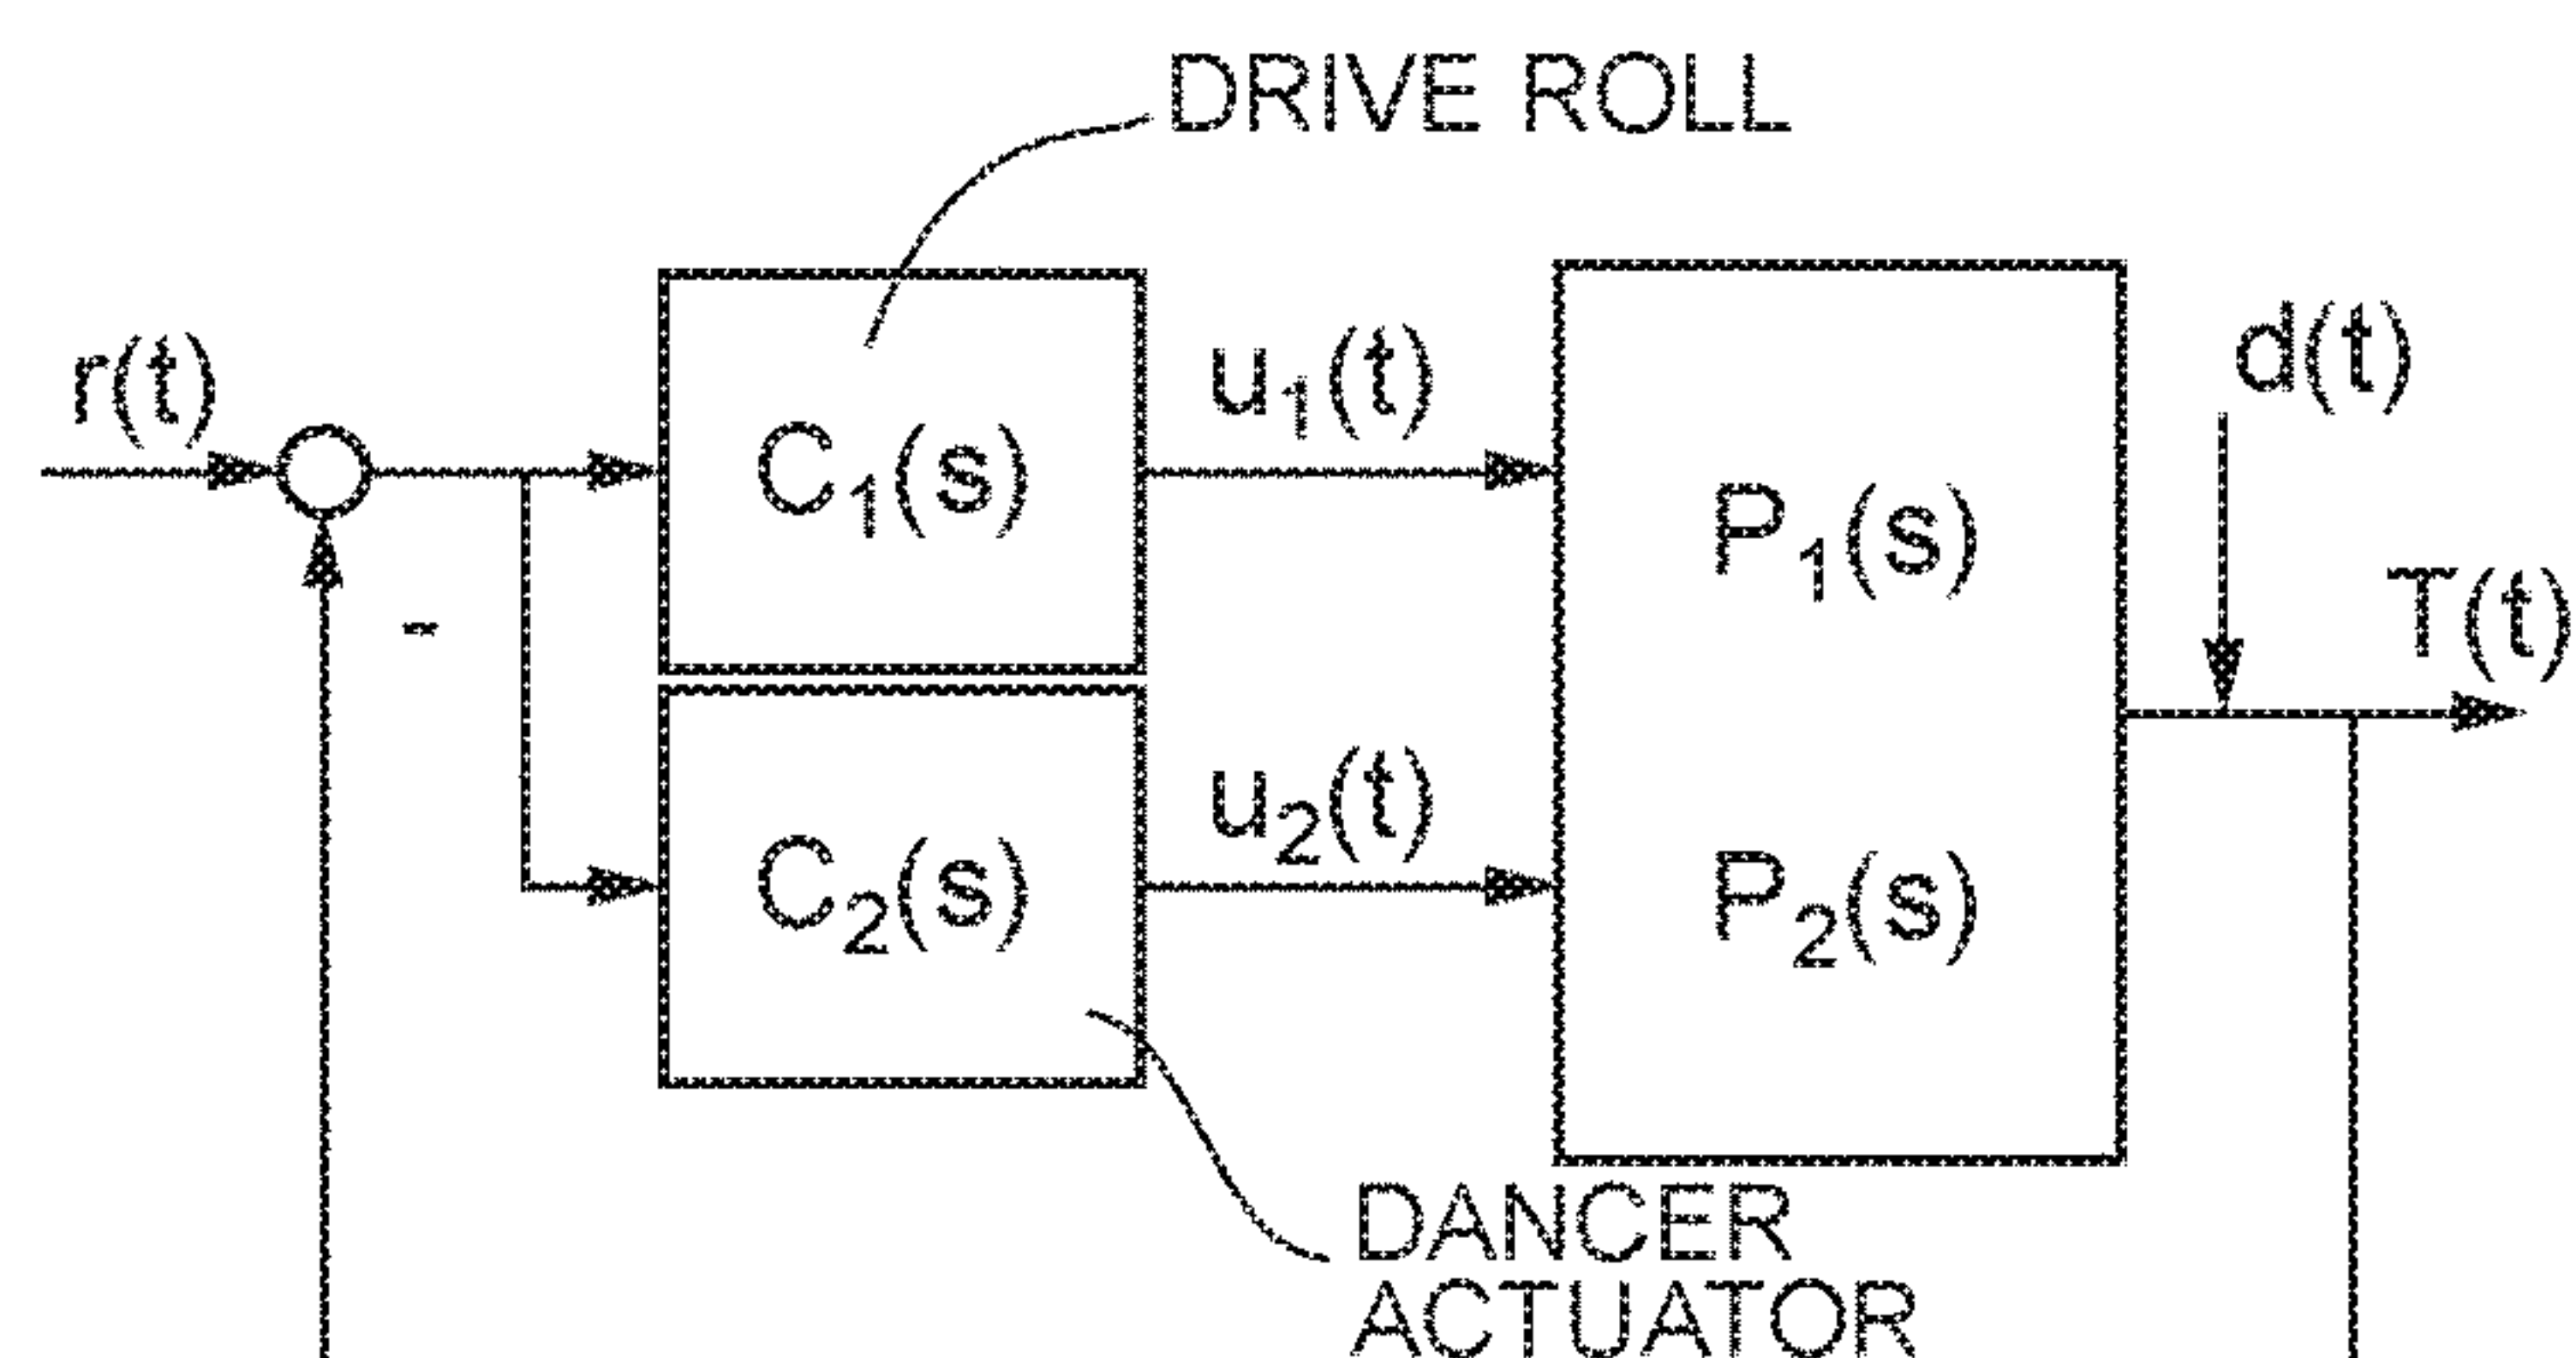 DRIVE ROLL
r(t)
C₁(s)
u₁(t)
P₁(s)
d(t)
T(t)
-
C₂(s)
u₂(t)
P₂(s)
DANCER
ACTUATOR